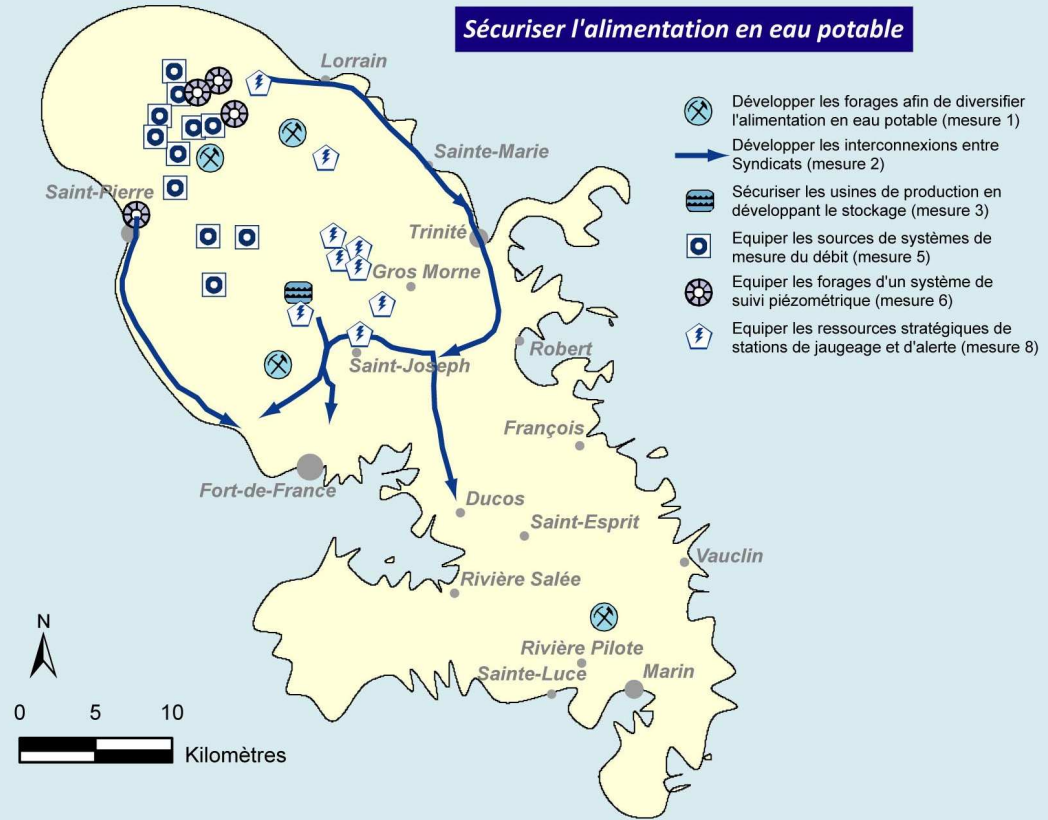 Sécuriser l'alimentation en eau potable
Lorrain
Développer les forages afin de diversifier
l'alimentation en eau potable (mesure 1)
Développer les interconnexions entre
Syndicats (mesure 2)
Sécuriser les usines de production en
développant le stockage (mesure 3)
Equiper les sources de systèmes de
mesure du débit (mesure 5)
Equiper les forages d'un système de
suivi piézométrique (mesure 6)
Equiper les ressources stratégiques de
stations de jaugeage et d'alerte (mesure 8)
Sainte-Marie
Saint-Pierre
Trinité
Gros Morne
Robert
Saint-Joseph
François
Fort-de-France
Ducos
Saint-Esprit
Vauclin
Rivière Salée
Rivière Pilote
Sainte-Luce
Marin
N
0 5 10
Kilomètres